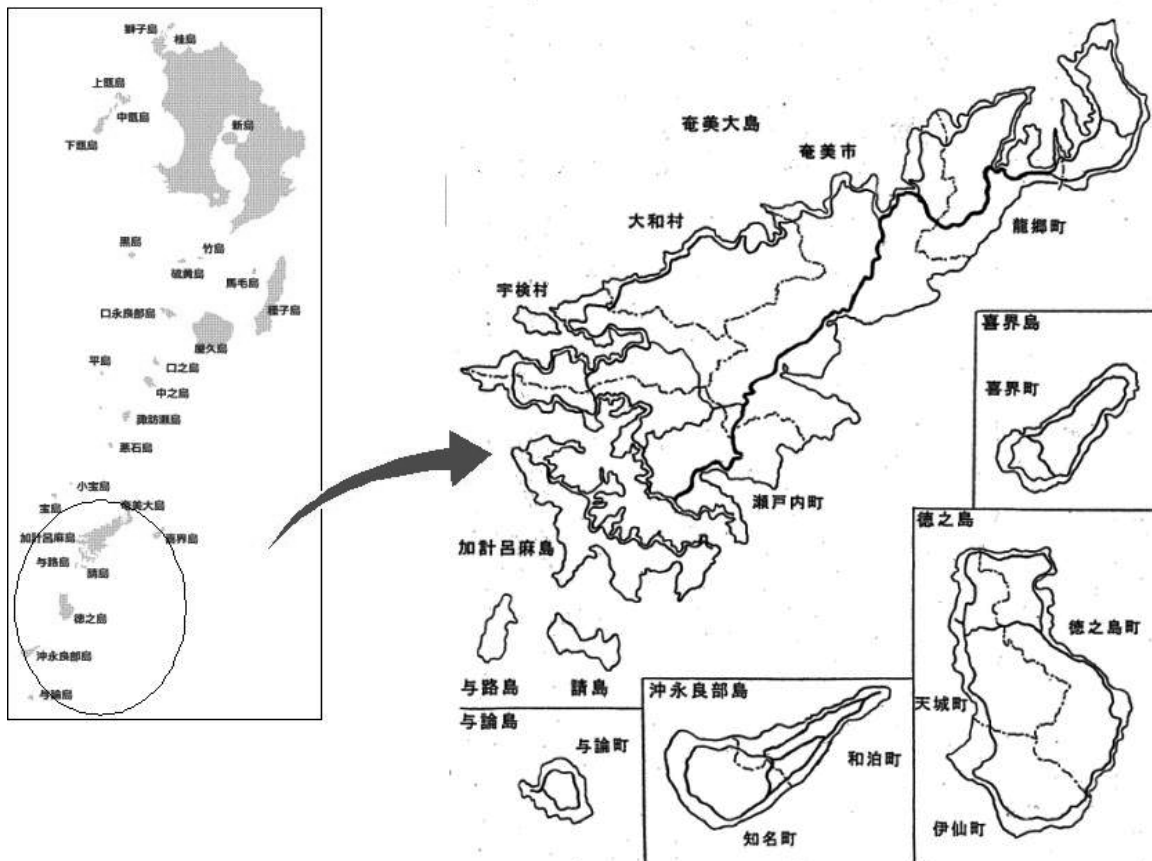 獅子島
桂島
上甑島
中甑島
下甑島
新島
黒島
竹島
硫黄島
馬毛島
種子島
口永良部島
屋久島
平島
口之島
中之島
諏訪瀬島
悪石島
小宝島
宝島
奄美大島
加計呂麻島
喜界島
与路島
請島
徳之島
沖永良部島
与論島
奄美大島
奄美市
大和村
龍郷町
宇検村
瀬戸内町
加計呂麻島
与路島
請島
喜界島
喜界町
徳之島
徳之島町
天城町
伊仙町
沖永良部島
和泊町
知名町
与論島
与論町